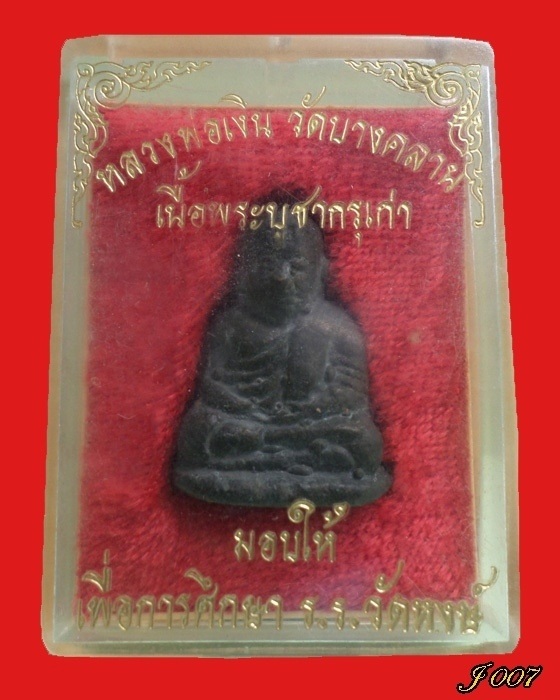 หลวงพ่อเงิน วัดบางคลาน
เนื้อพระบูชากรุเก่า
มอบให้
เพื่อการศึกษา ร.ร.วัดหงษ์
J 007